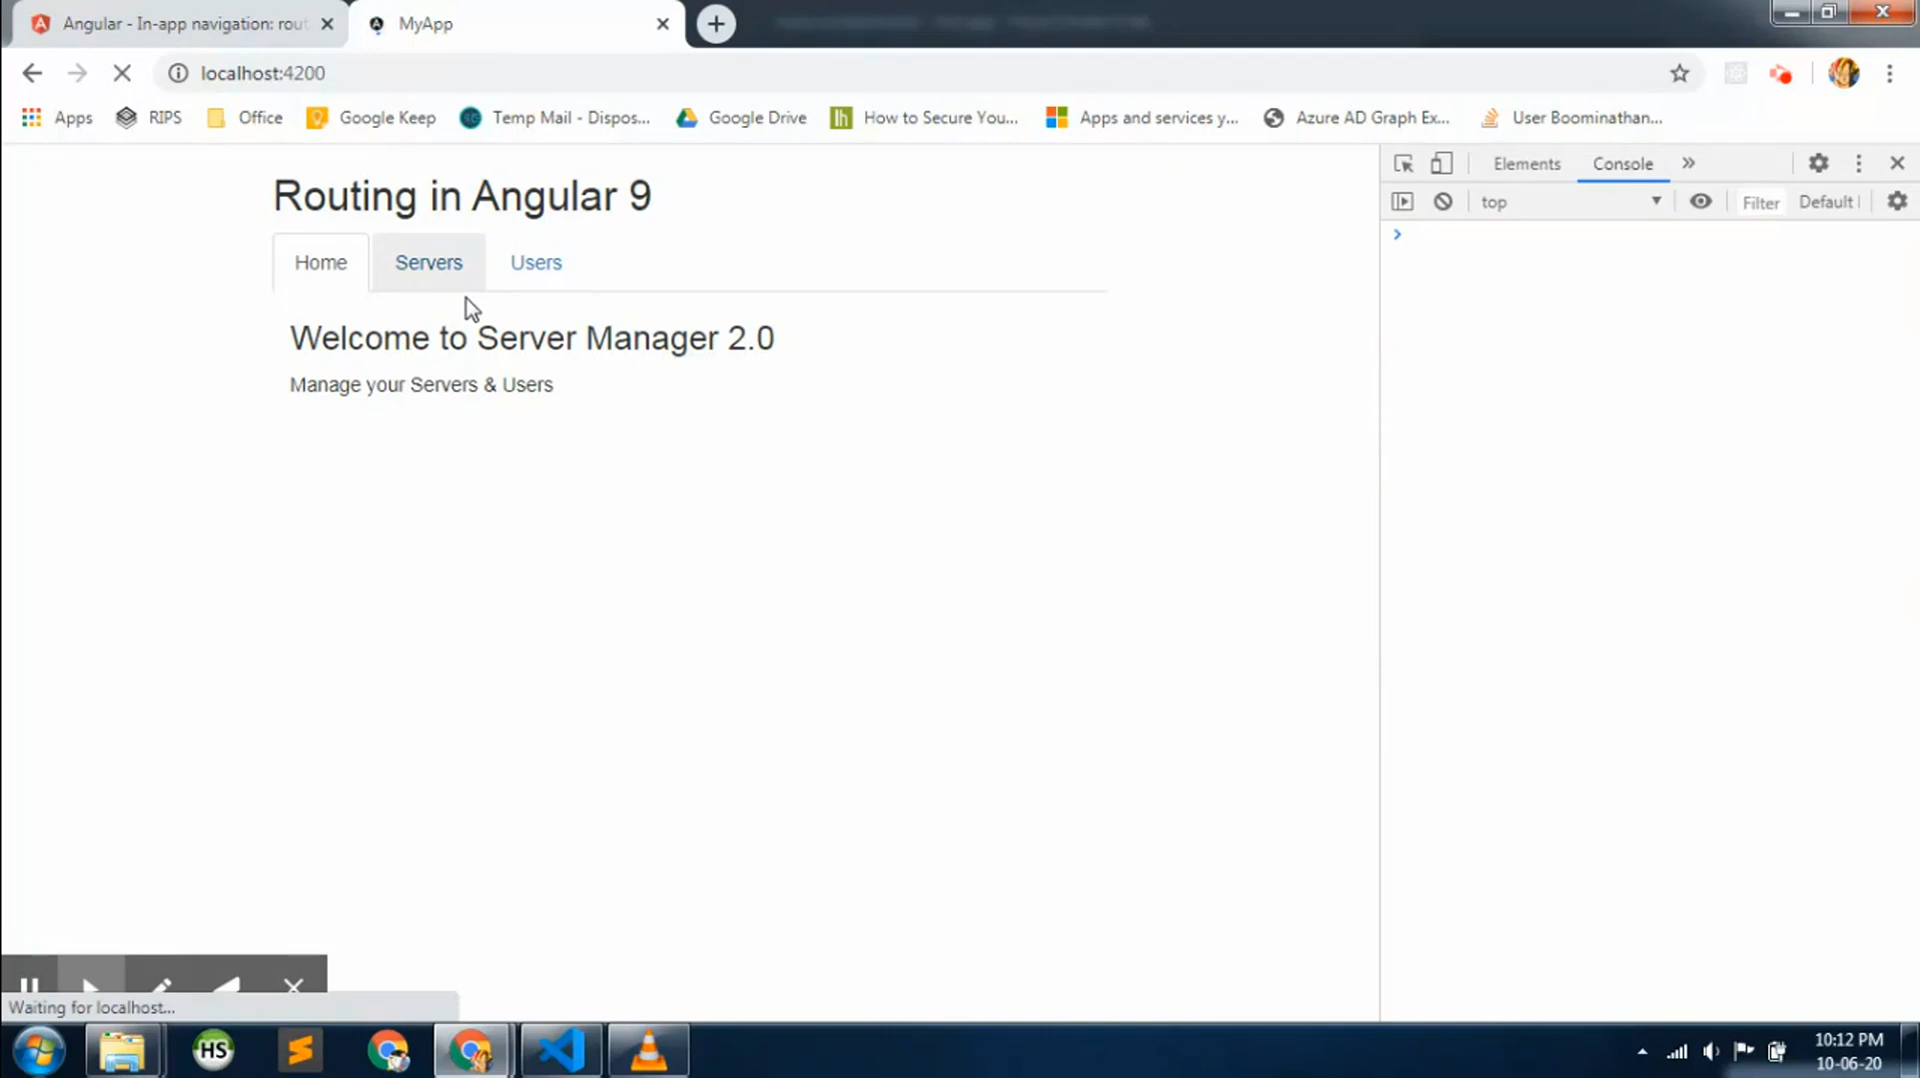 Angular - In-app navigation: rout
MyApp
localhost:4200
Apps
RIPS
Office
Google Keep
Temp Mail - Dispos...
Google Drive
How to Secure You...
Apps and services y...
Azure AD Graph Ex...
User Boominathan...
Routing in Angular 9
Home
Servers
Users
Welcome to Server Manager 2.0
Manage your Servers & Users
Elements
Console
top
Filter
Default
Waiting for localhost...
HS
10:12 PM
10-06-20